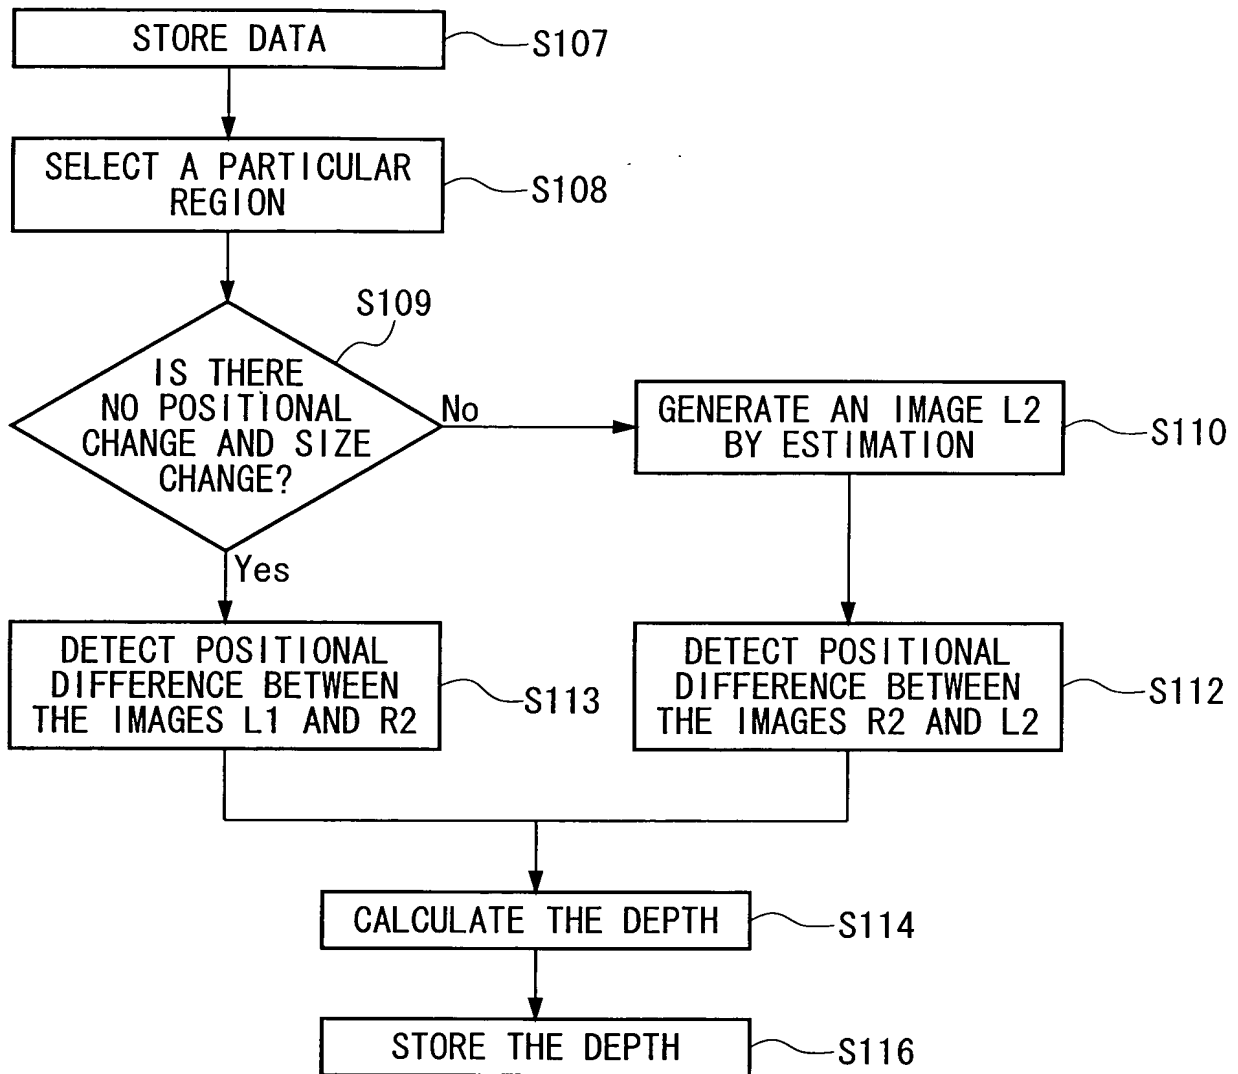 STORE DATA
S107
SELECT A PARTICULAR
REGION
S108
S109
IS THERE
NO POSITIONAL
CHANGE AND SIZE
CHANGE?
No
GENERATE AN IMAGE L2
BY ESTIMATION
S110
Yes
DETECT POSITIONAL
DIFFERENCE BETWEEN
THE IMAGES L1 AND R2
S113
DETECT POSITIONAL
DIFFERENCE BETWEEN
THE IMAGES R2 AND L2
S112
CALCULATE THE DEPTH
S114
STORE THE DEPTH
S116